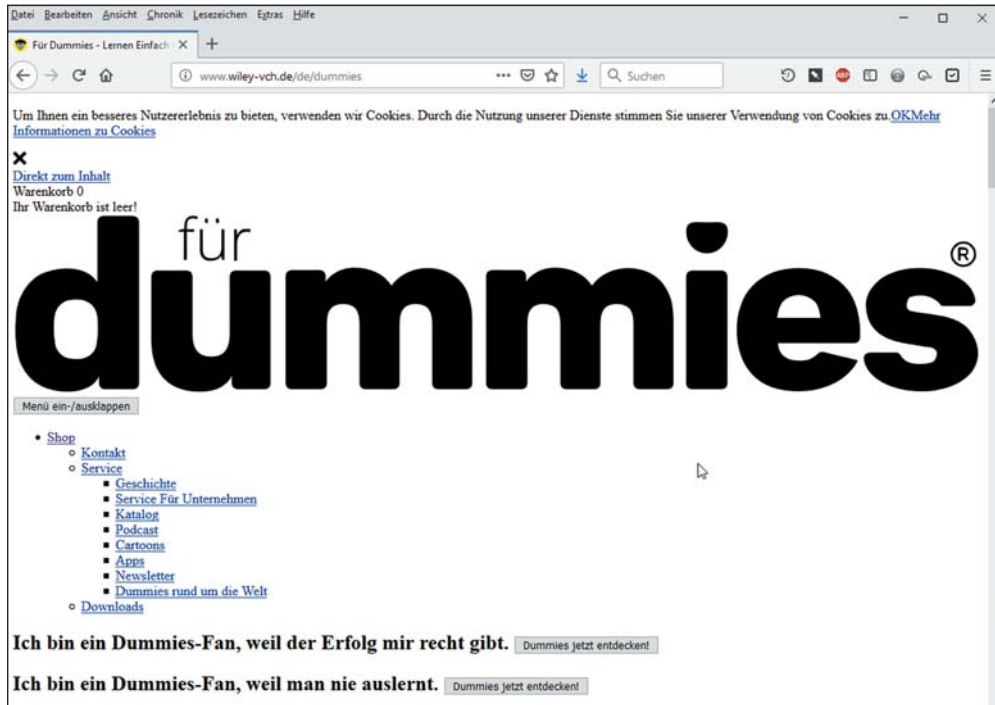 Datei Bearbeiten Ansicht Chronik Lesezeichen Extras Hilfe
Für Dummies - Lernen Einfach
www.wiley-vch.de/de/dummies
Suchen
Um Ihnen ein besseres Nutzererlebnis zu bieten, verwenden wir Cookies. Durch die Nutzung unserer Dienste stimmen Sie unserer Verwendung von Cookies zu.OKMehr
Informationen zu Cookies
Direkt zum Inhalt
Warenkorb 0
Ihr Warenkorb ist leer!
für
dummies®
Menü ein-/ausklappen
Shop
Kontakt
Service
Geschichte
Service Für Unternehmen
Katalog
Podcast
Cartoons
Apps
Newsletter
Dummies rund um die Welt
Downloads
Ich bin ein Dummies-Fan, weil der Erfolg mir recht gibt. Dummies jetzt entdecken!
Ich bin ein Dummies-Fan, weil man nie auslernt. Dummies jetzt entdecken!